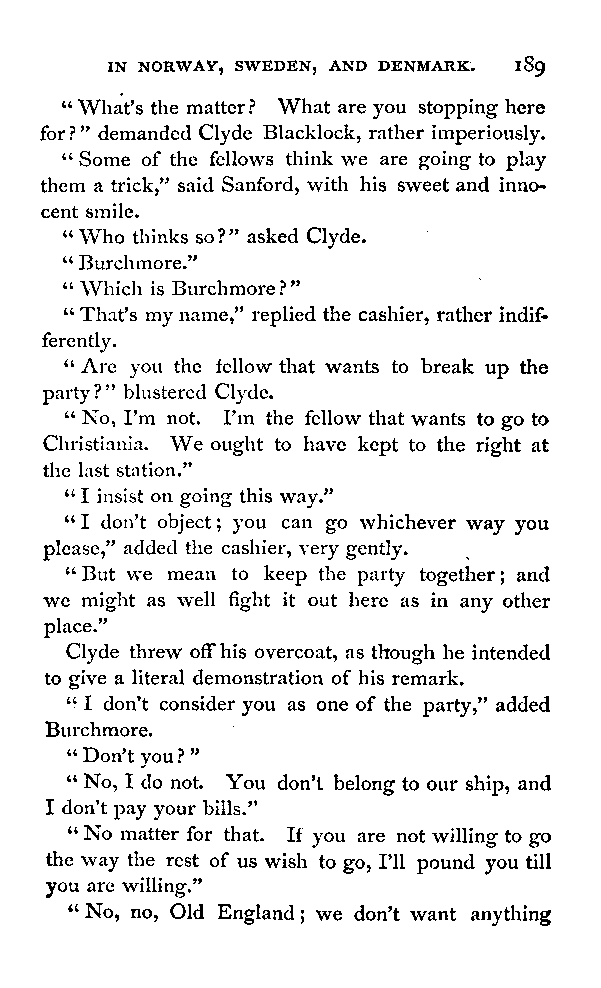 IN NORWAY, SWEDEN, AND DENMARK. 189
"What's the matter? What are you stopping here
for?" demanded Clyde Blacklock, rather imperiously.
"Some of the fellows think we are going to play
them a trick," said Sanford, with his sweet and inno-
cent smile.
"Who thinks so?" asked Clyde.
"Burchmore."
"Which is Burchmore?"
"That's my name," replied the cashier, rather indif-
ferently.
"Are you the fellow that wants to break up the
party?" blustered Clyde.
"No, I'm not. I'm the fellow that wants to go to
Christiania. We ought to have kept to the right at
the last station."
"I insist on going this way."
"I don't object; you can go whichever way you
please," added the cashier, very gently.
"But we mean to keep the party together; and
we might as well fight it out here as in any other
place."
Clyde threw off his overcoat, as though he intended
to give a literal demonstration of his remark.
"I don't consider you as one of the party," added
Burchmore.
"Don't you?"
"No, I do not. You don't belong to our ship, and
I don't pay your bills."
"No matter for that. If you are not willing to go
the way the rest of us wish to go, I'll pound you till
you are willing."
"No, no, Old England; we don't want anything